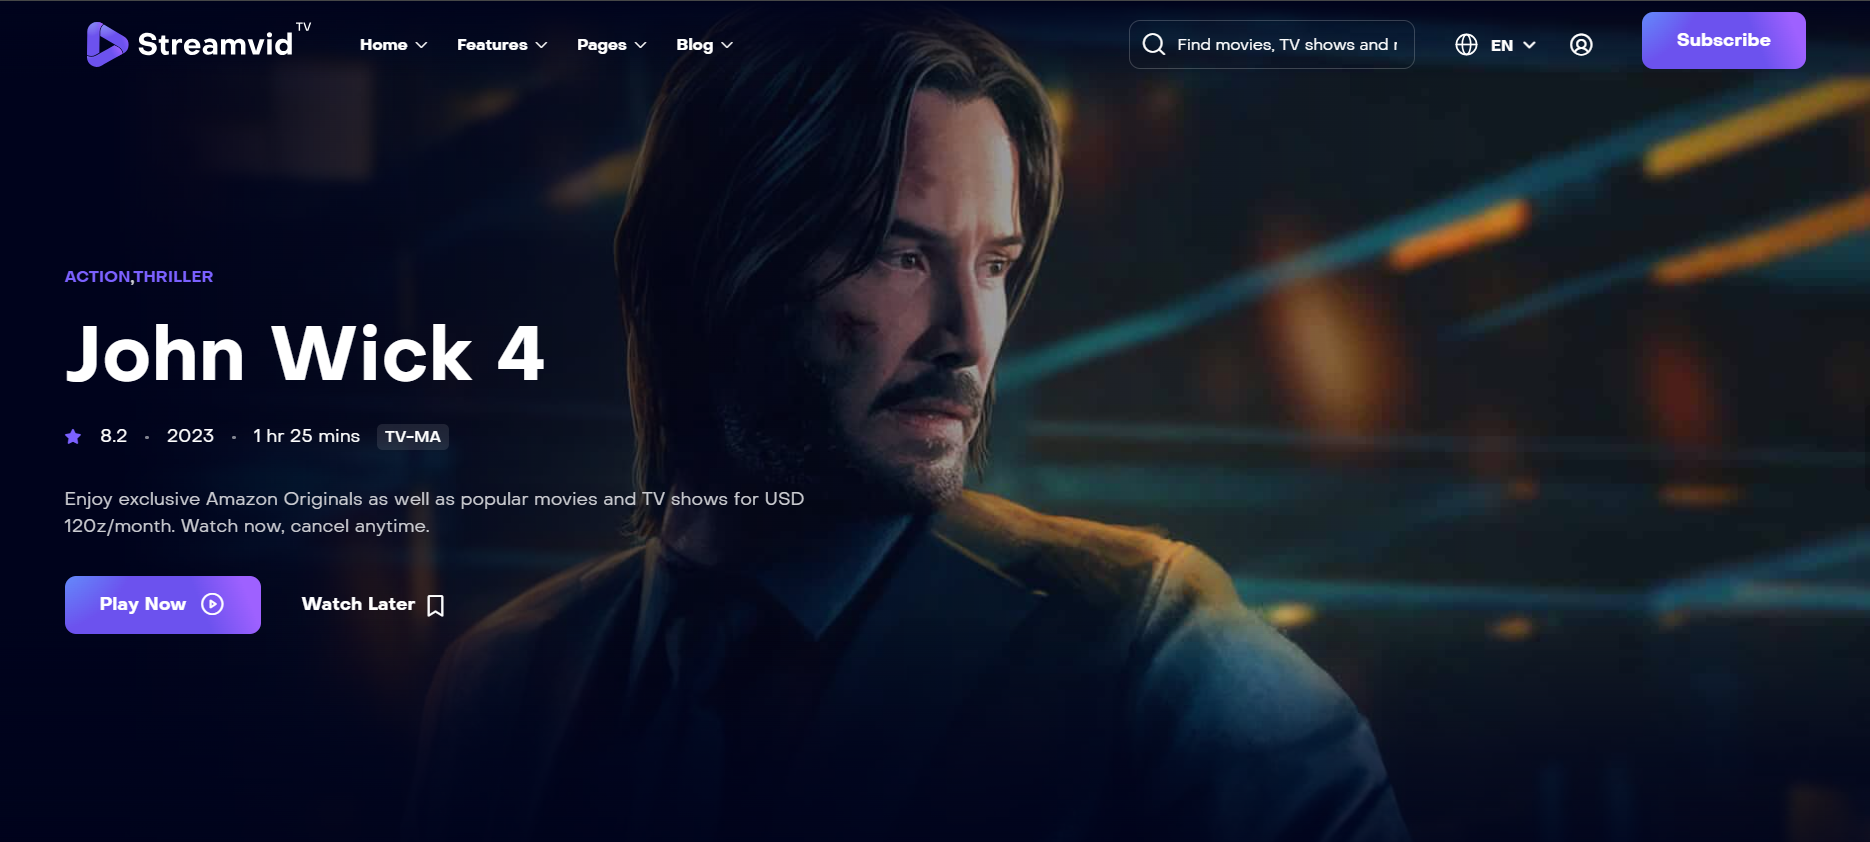 Streamvid TV
Home Features Pages Blog
Find movies, TV shows and
EN
Subscribe
ACTION,THRILLER
John Wick 4
8.2 · 2023 · 1 hr 25 mins TV-MA
Enjoy exclusive Amazon Originals as well as popular movies and TV shows for USD
120z/month. Watch now, cancel anytime.
Play Now
Watch Later